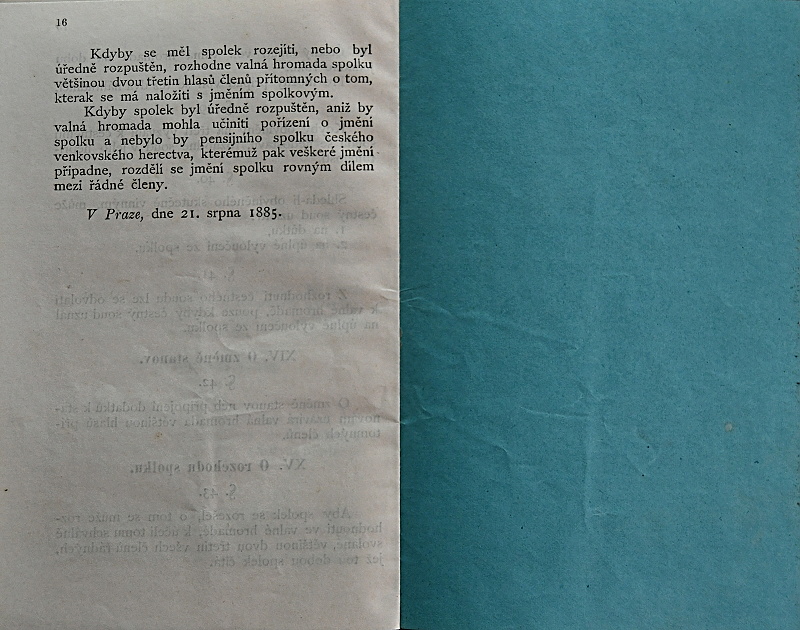 16
Kdyby se měl spolek rozejíti, nebo byl
úředně rozpuštěn, rozhodne valná hromada spolku
většinou dvou třetin hlasů členů přítomných o tom,
kterak se má naložiti s jměním spolkovým.
Kdyby spolek byl úředně rozpuštěn, aniž by
valná hromada mohla učiniti pořízení o jmění
spolku a nebylo by pensijního spolku českého
venkovského herectva, kterémuž pak veškeré jmění
připadne, rozdělí se jmění spolku rovným dílem
mezi řádné členy.
V Praze, dne 21. srpna 1885.